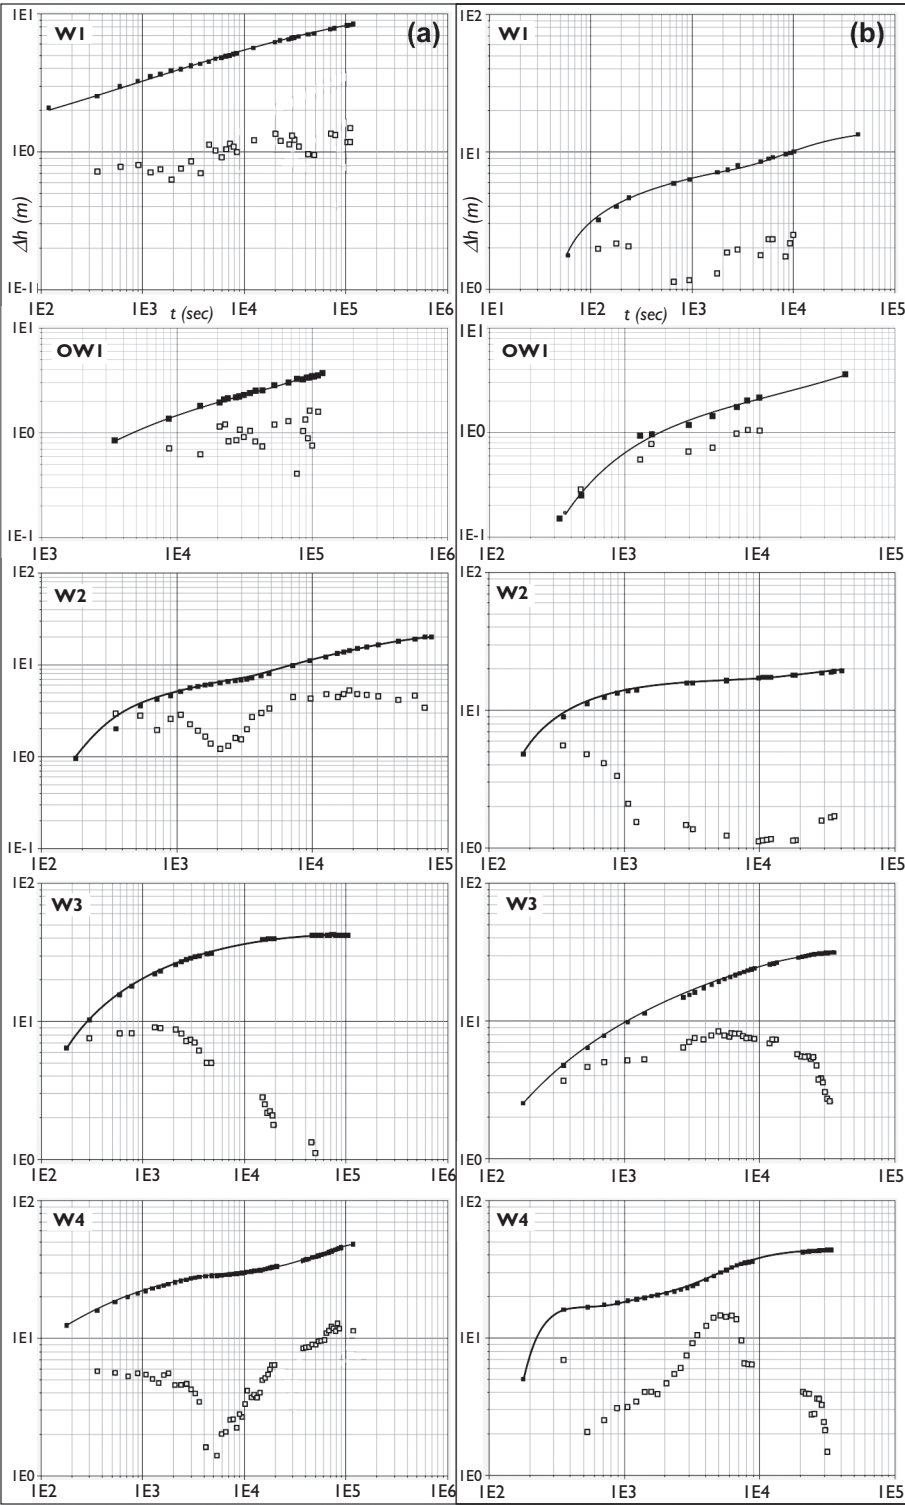 1E1
W1
(a)
1E0
Δh (m)
1E-1
1E2 1E3 t (sec) 1E4 1E5 1E6
1E2
W1
(b)
1E1
Δh (m)
1E0
1E1 1E2 t (sec) 1E3 1E4 1E5
1E1
OW1
1E0
1E-1
1E3 1E4 1E5 1E6
1E1
OW1
1E0
1E-1
1E2 1E3 1E4 1E5
1E2
W2
1E1
1E0
1E-1
1E2 1E3 1E4 1E5
1E2
W2
1E1
1E0
1E2 1E3 1E4 1E5
1E2
W3
1E1
1E0
1E2 1E3 1E4 1E5 1E6
1E2
W3
1E1
1E0
1E2 1E3 1E4 1E5
1E2
W4
1E1
1E0
1E2 1E3 1E4 1E5 1E6
1E2
W4
1E1
1E0
1E2 1E3 1E4 1E5